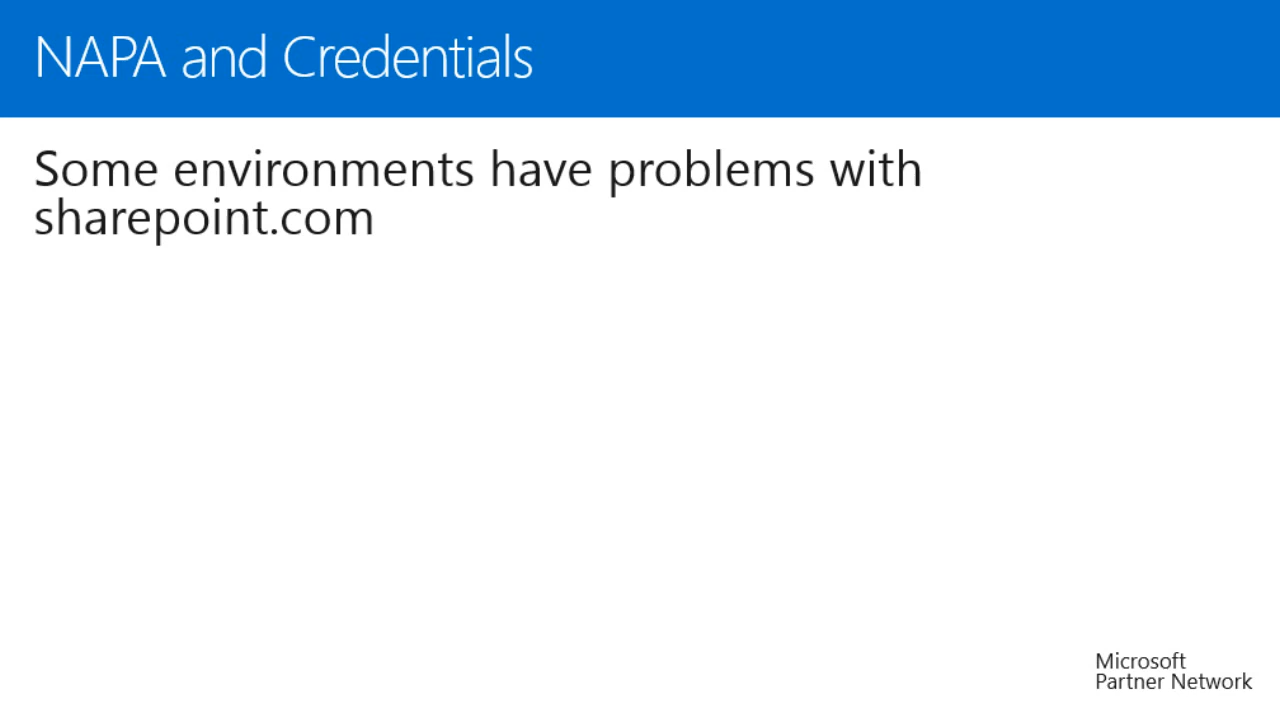 NAPA and Credentials
Some environments have problems with
sharepoint.com
Microsoft
Partner Network